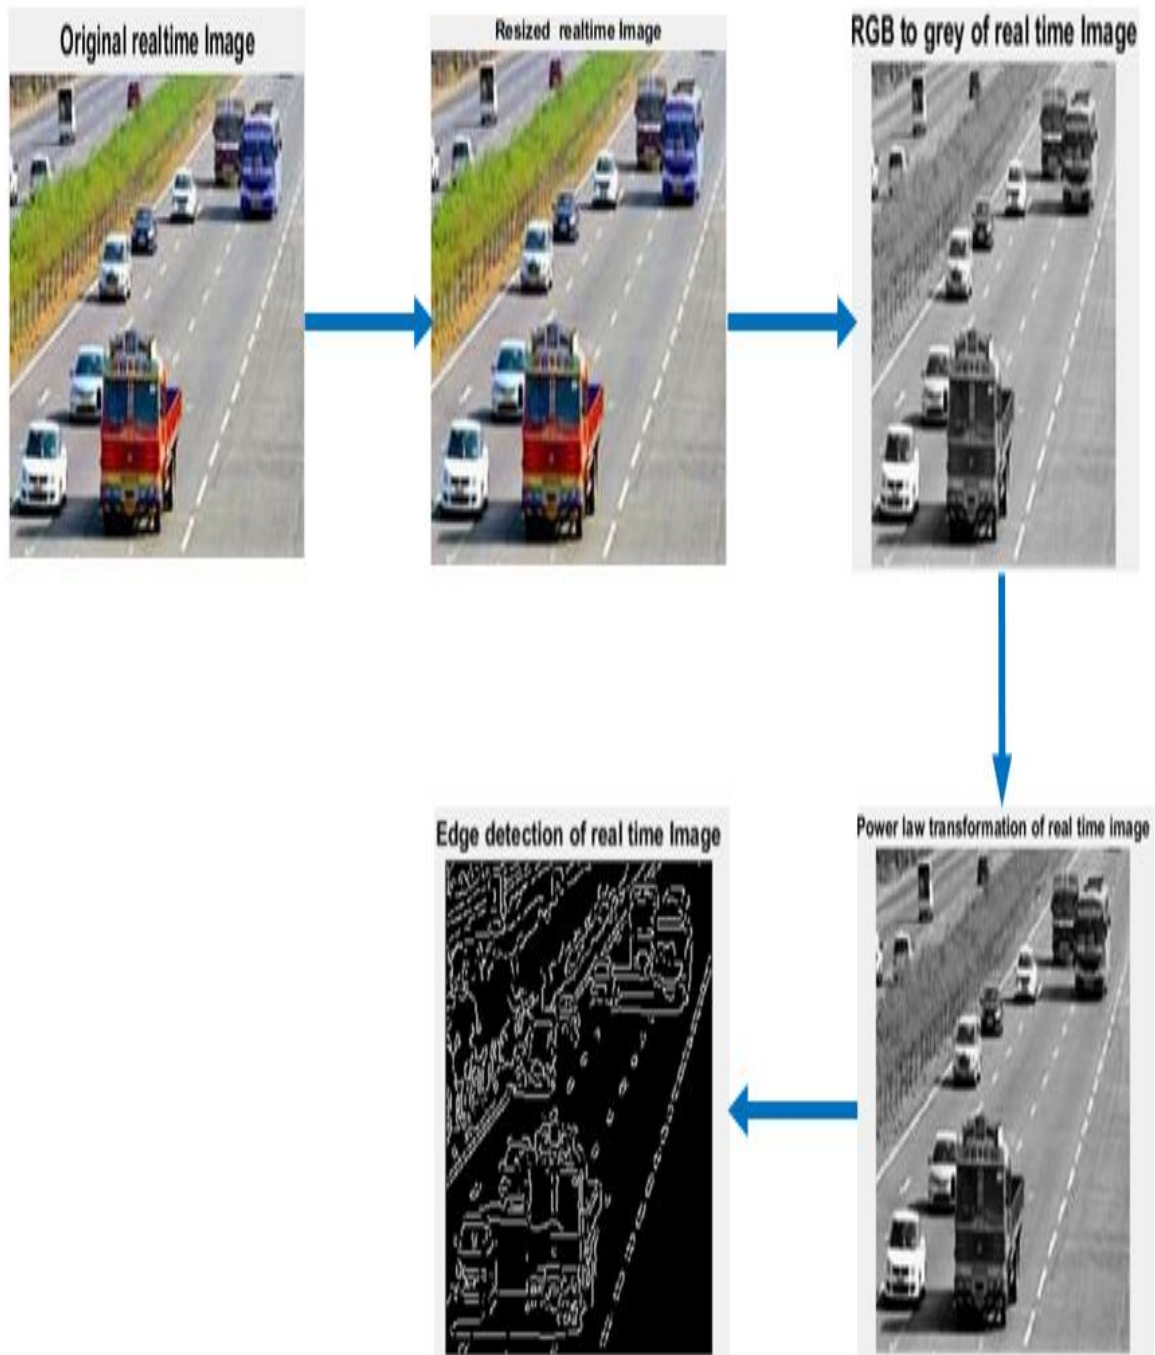 Original realtime Image
Resized realtime Image
RGB to grey of real time Image
Power law transformation of real time image
Edge detection of real time Image